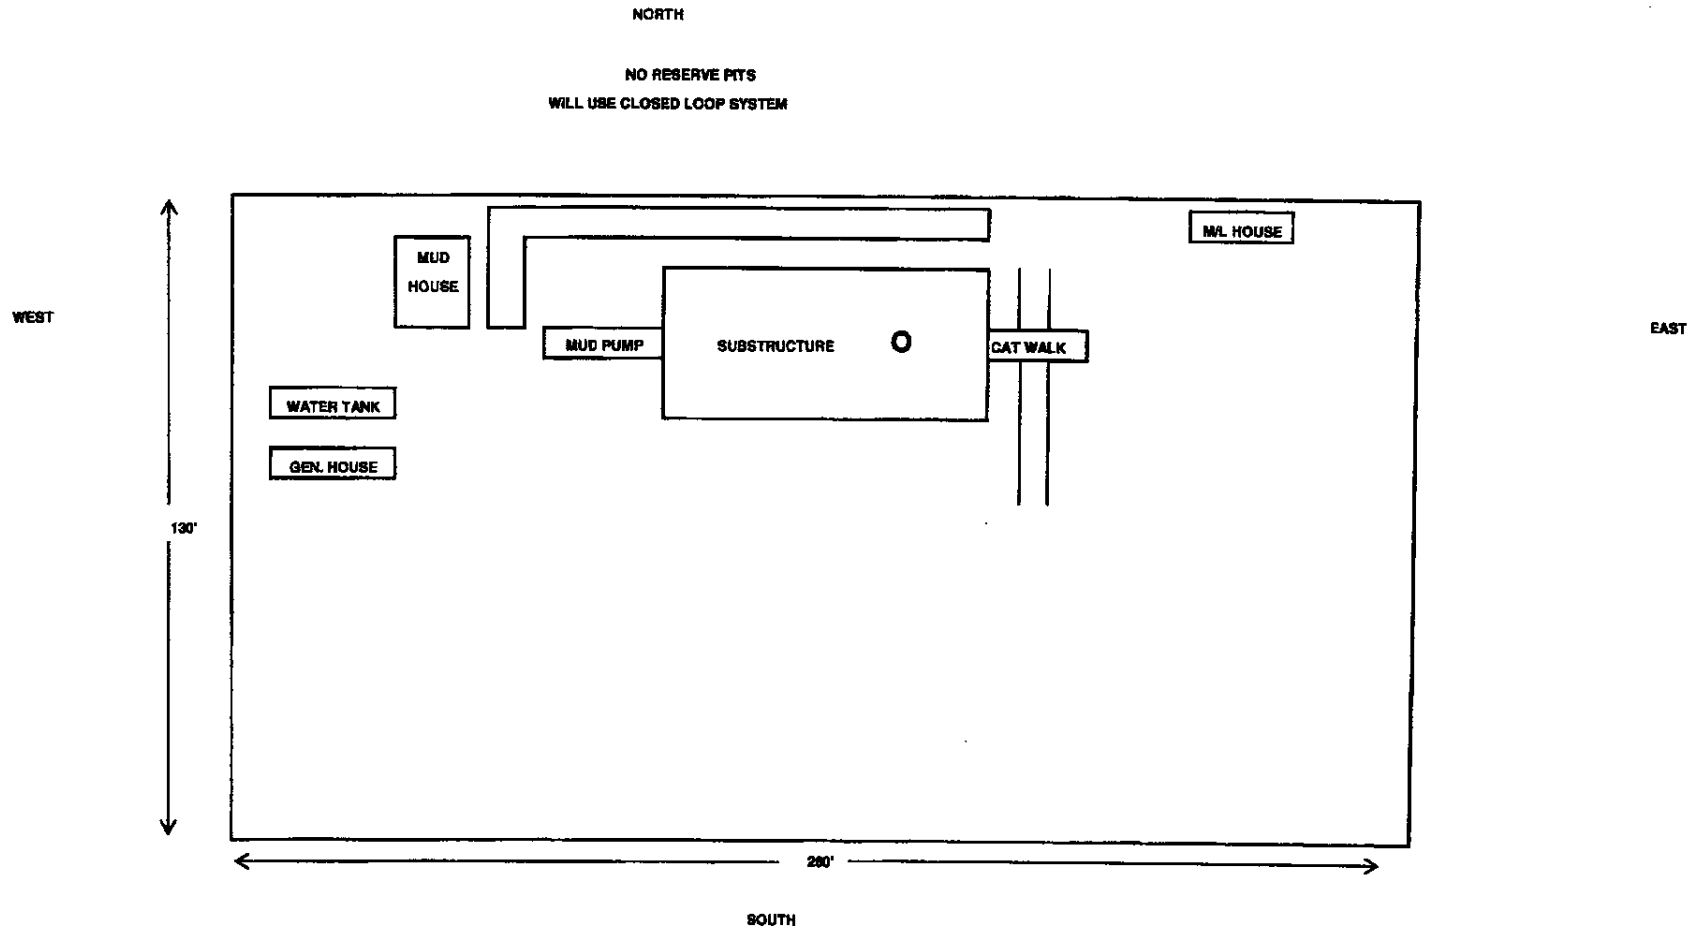 NORTH
NO RESERVE PITS
WILL USE CLOSED LOOP SYSTEM
M/L HOUSE
MUD
HOUSE
WEST
EAST
MUD PUMP
SUBSTRUCTURE
CAT WALK
WATER TANK
GEN. HOUSE
130'
260'
SOUTH